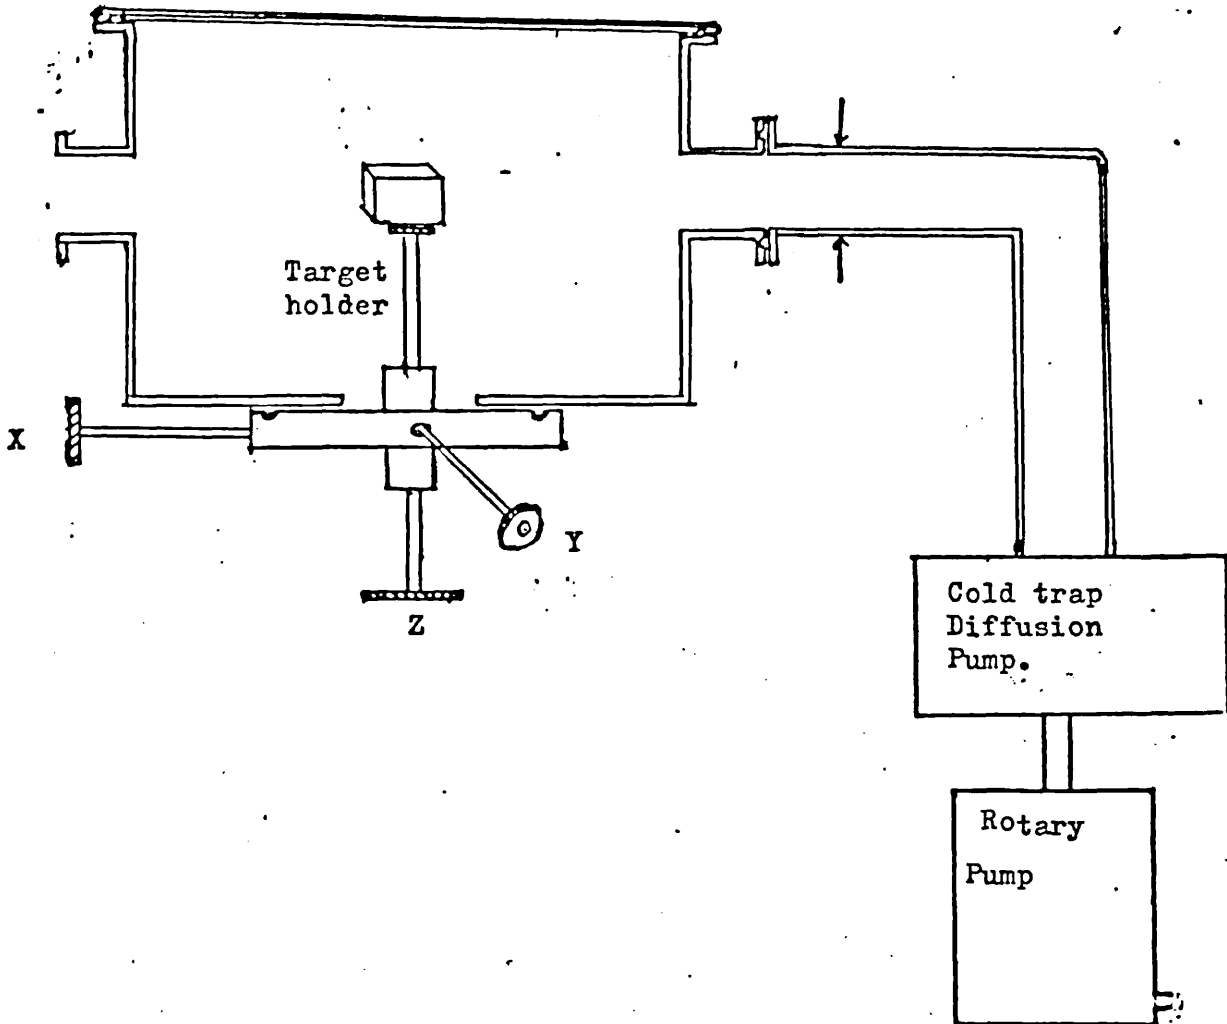 Target
holder
X
Y
Z
Cold trap
Diffusion
Pump.
Rotary
Pump